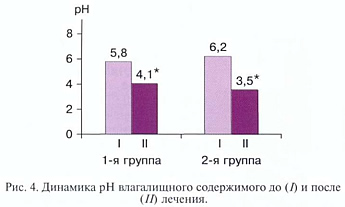 pH
8
6
4
2
0
5,8
4,1*
6,2
3,5*
I II I II
1-я группа 2-я группа
Рис. 4. Динамика pH влагалищного содержимого до (I) и после
(II) лечения.